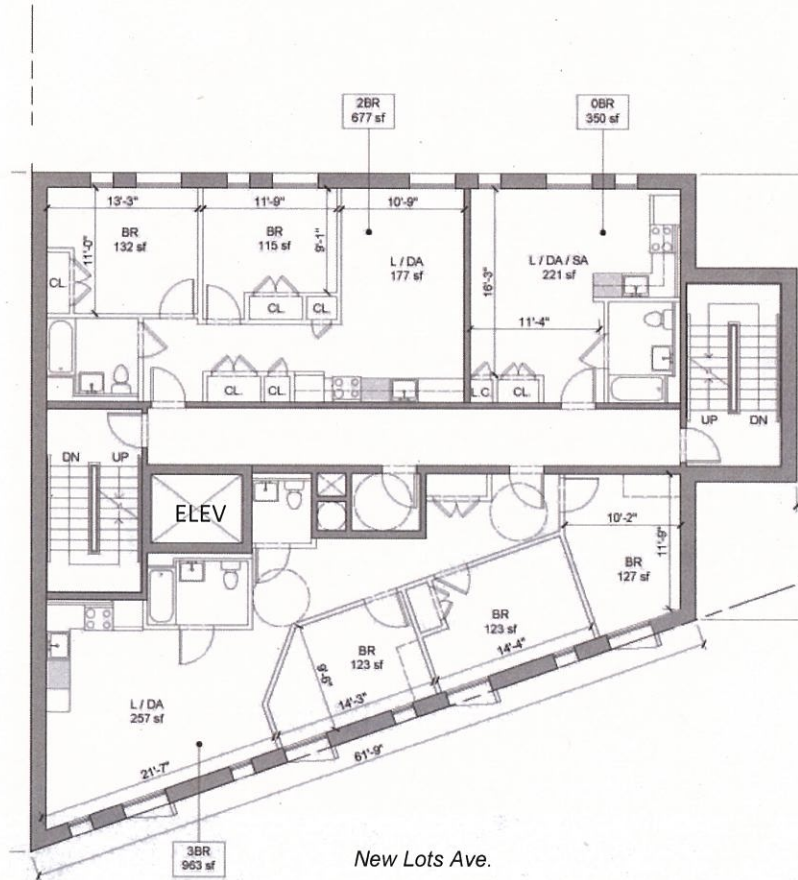 2BR
677 sf
0BR
350 sf
13'-3"
11'-9"
10'-9"
BR
132 sf
11'-0"
BR
115 sf
9'-1"
L / DA
177 sf
16'-3"
L / DA / SA
221 sf
11'-4"
CL.
CL.
CL.
CL.
CL.
L.C.
CL.
UP
DN
DN
UP
ELEV
10'-2"
11'-9"
BR
127 sf
BR
123 sf
14'-4"
BR
123 sf
9'-8"
14'-3"
L / DA
257 sf
21'-7"
61'-9"
3BR
963 sf
New Lots Ave.